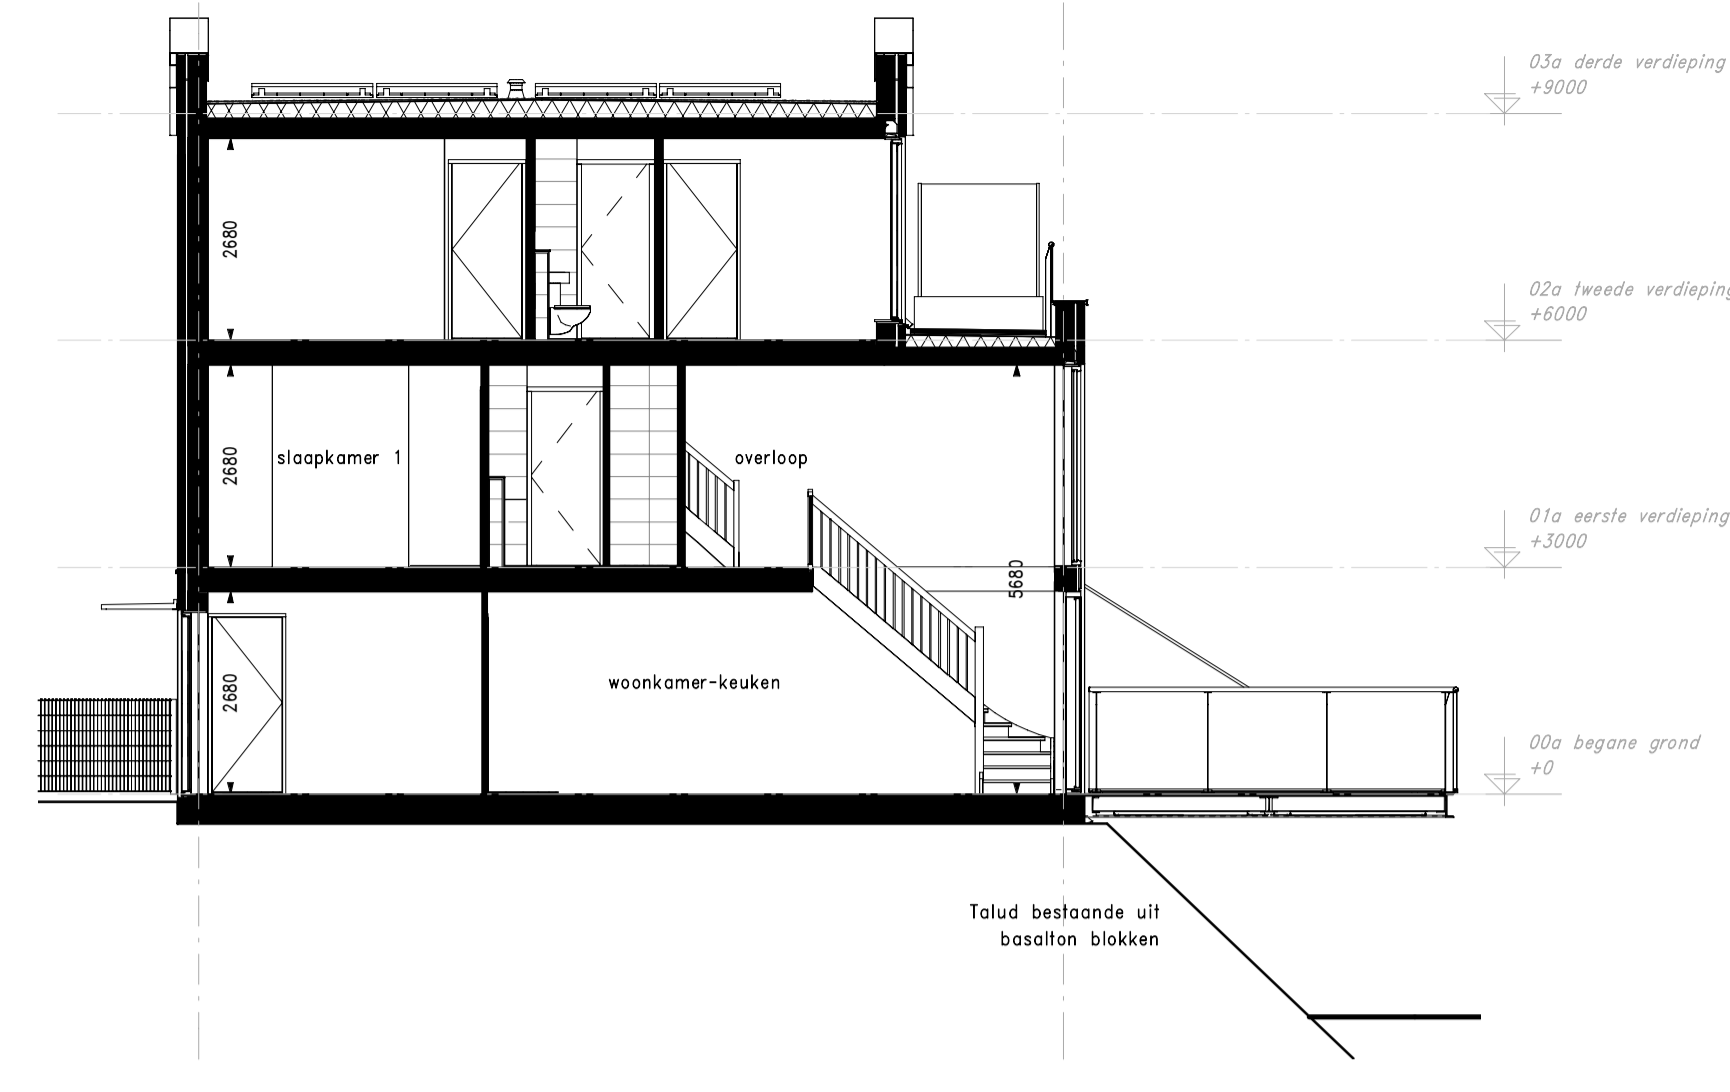 03a derde verdieping
+9000
2680
02a tweede verdieping
+6000
2680
slaapkamer 1
overloop
01a eerste verdieping
+3000
5680
2680
woonkamer-keuken
00a begane grond
+0
Talud bestaande uit
basalton blokken